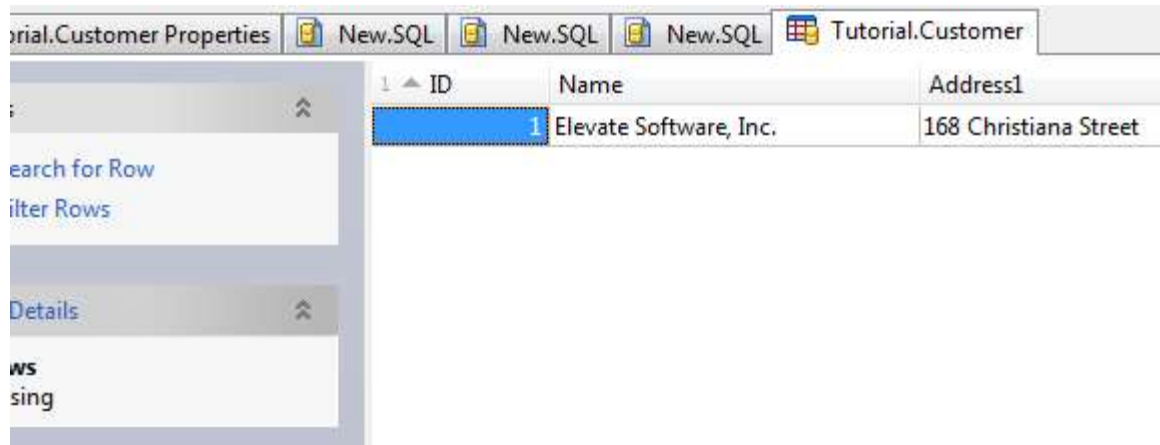 orial.Customer Properties New.SQL New.SQL New.SQL Tutorial.Customer
1 ID Name Address1
1 Elevate Software, Inc. 168 Christiana Street
s
earch for Row
ilter Rows
Details
ws
sing